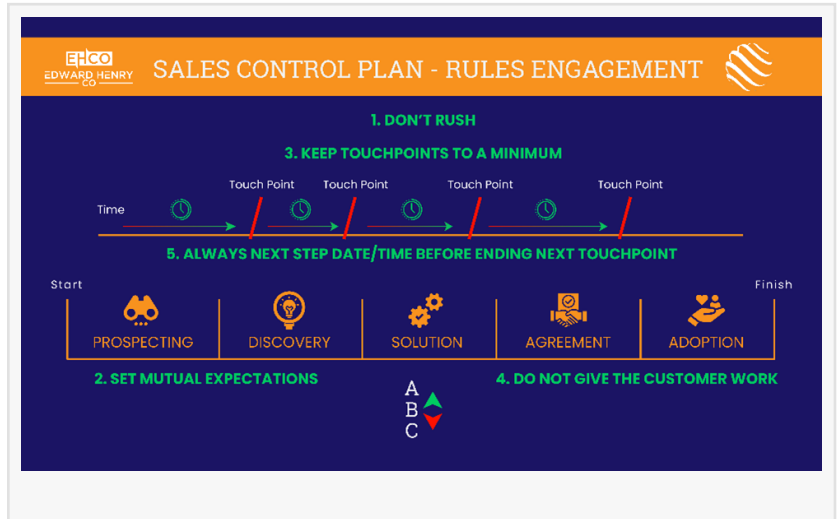 EHCO
EDWARD HENRY
CO
SALES CONTROL PLAN - RULES ENGAGEMENT
1. DON'T RUSH
3. KEEP TOUCHPOINTS TO A MINIMUM
Touch Point Touch Point Touch Point Touch Point
Time
5. ALWAYS NEXT STEP DATE/TIME BEFORE ENDING NEXT TOUCHPOINT
Start Finish
PROSPECTING DISCOVERY SOLUTION AGREEMENT ADOPTION
2. SET MUTUAL EXPECTATIONS 4. DO NOT GIVE THE CUSTOMER WORK
A
B
C